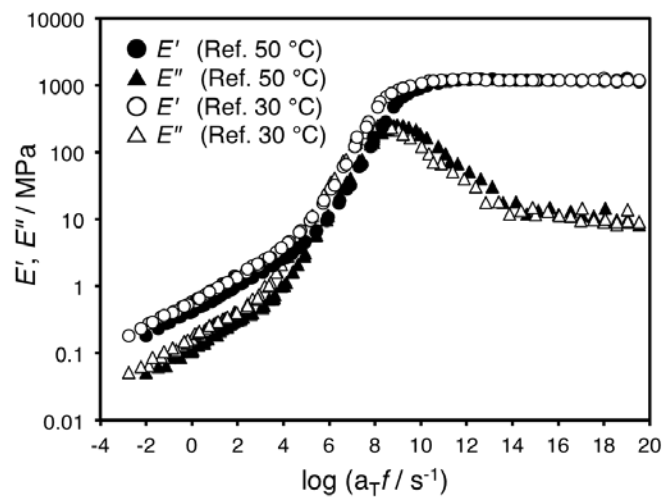 10000
1000
100
10
1
0.1
0.01
E', E" / MPa
● E' (Ref. 50 °C)
▲ E" (Ref. 50 °C)
○ E' (Ref. 30 °C)
△ E" (Ref. 30 °C)
-4 -2 0 2 4 6 8 10 12 14 16 18 20
log (aTf / s-1)